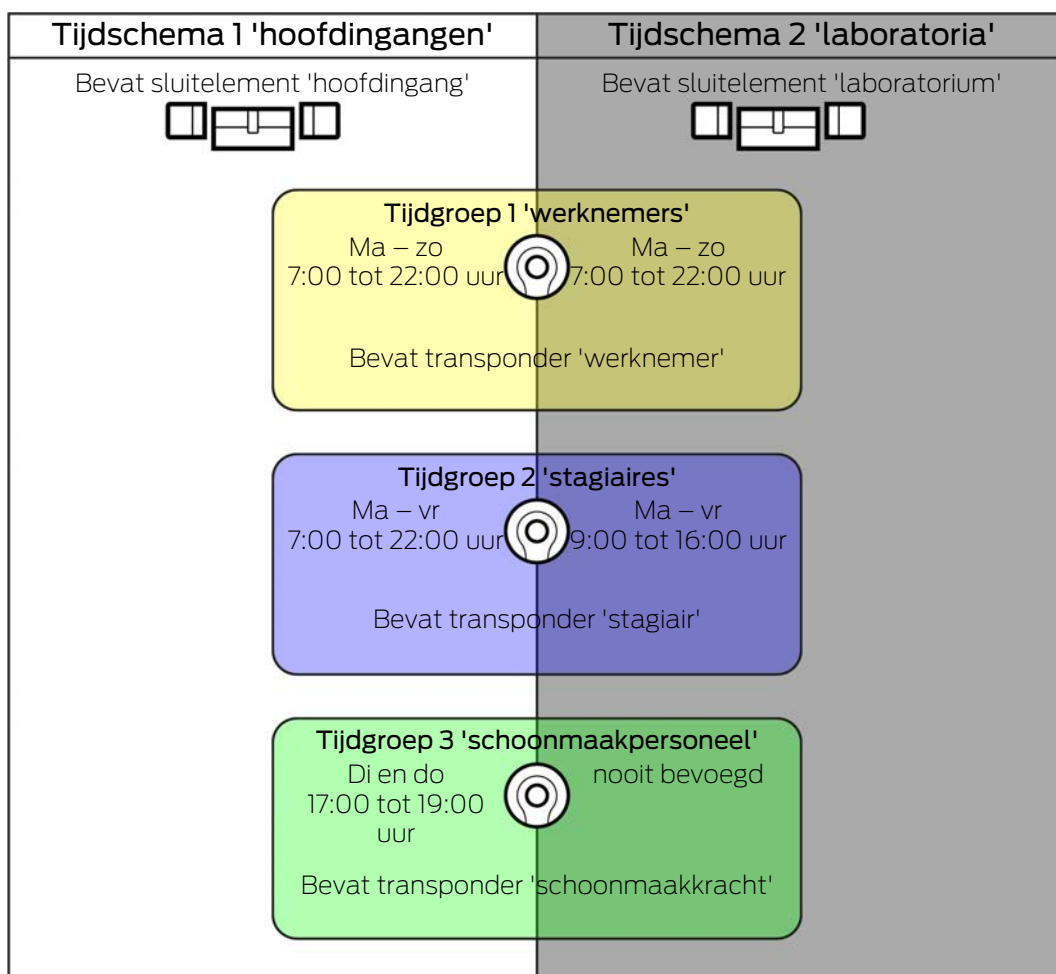 Tijdschema 1 'hoofdingangen'
Tijdschema 2 'laboratoria'
Bevat sluitelement 'hoofdingang'
Bevat sluitelement 'laboratorium'
Tijdgroep 1 'werknemers'
Ma – zo
7:00 tot 22:00 uur
Ma – zo
7:00 tot 22:00 uur
Bevat transponder 'werknemer'
Tijdgroep 2 'stagiaires'
Ma – vr
7:00 tot 22:00 uur
Ma – vr
9:00 tot 16:00 uur
Bevat transponder 'stagiair'
Tijdgroep 3 'schoonmaakpersoneel'
Di en do
17:00 tot 19:00
uur
nooit bevoegd
Bevat transponder 'schoonmaakkracht'